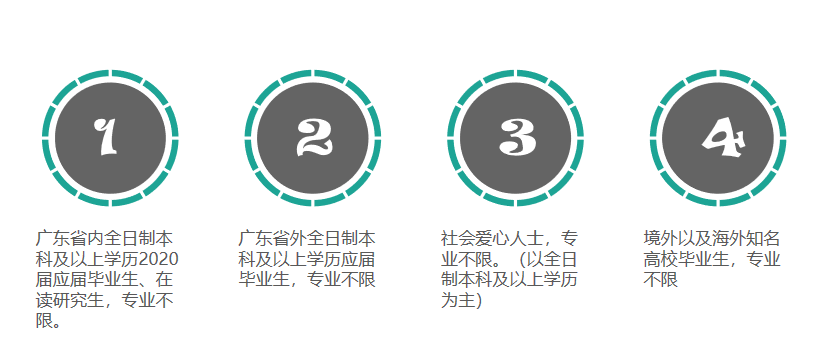 1
2
3
4
广东省内全日制本
科及以上学历2020
届应届毕业生、在
读研究生，专业不
限。
广东省外全日制本
科及以上学历应届
毕业生，专业不限
社会爱心人士，专
业不限。（以全日
制本科及以上学历
为主）
境外以及海外知名
高校毕业生，专业
不限